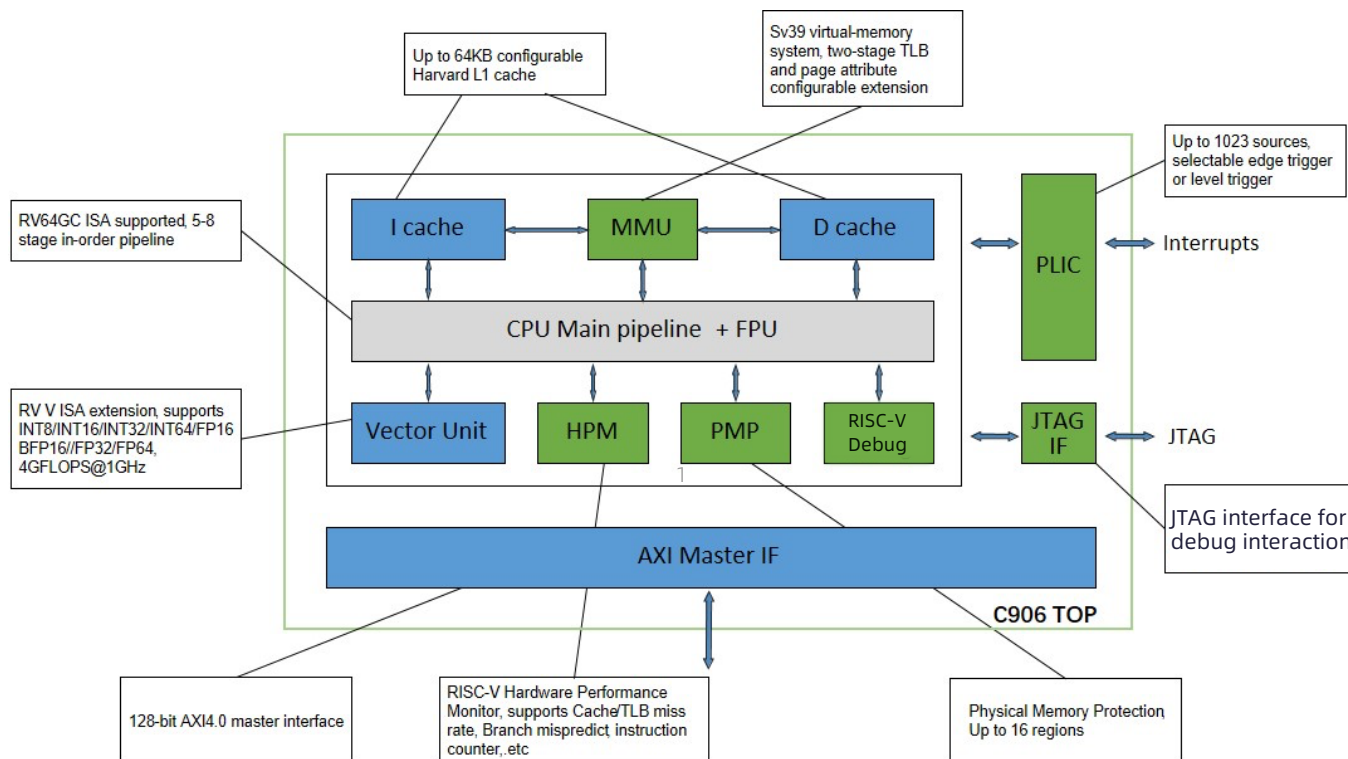 Up to 64KB configurable
Harvard L1 cache
Sv39 virtual-memory
system, two-stage TLB
and page attribute
configurable extension
Up to 1023 sources,
selectable edge trigger
or level trigger
RV64GC ISA supported, 5-8
stage in-order pipeline
I cache
MMU
D cache
PLIC
Interrupts
CPU Main pipeline + FPU
RV V ISA extension, supports
INT8/INT16/INT32/INT64/FP16
BFP16//FP32/FP64,
4GFLOPS@1GHz
Vector Unit
HPM
PMP
RISC-V
Debug
JTAG
IF
JTAG
1
JTAG interface for
debug interaction
AXI Master IF
C906 TOP
128-bit AXI4.0 master interface
RISC-V Hardware Performance
Monitor, supports Cache/TLB miss
rate, Branch mispredict, instruction
counter,.etc
Physical Memory Protection,
Up to 16 regions